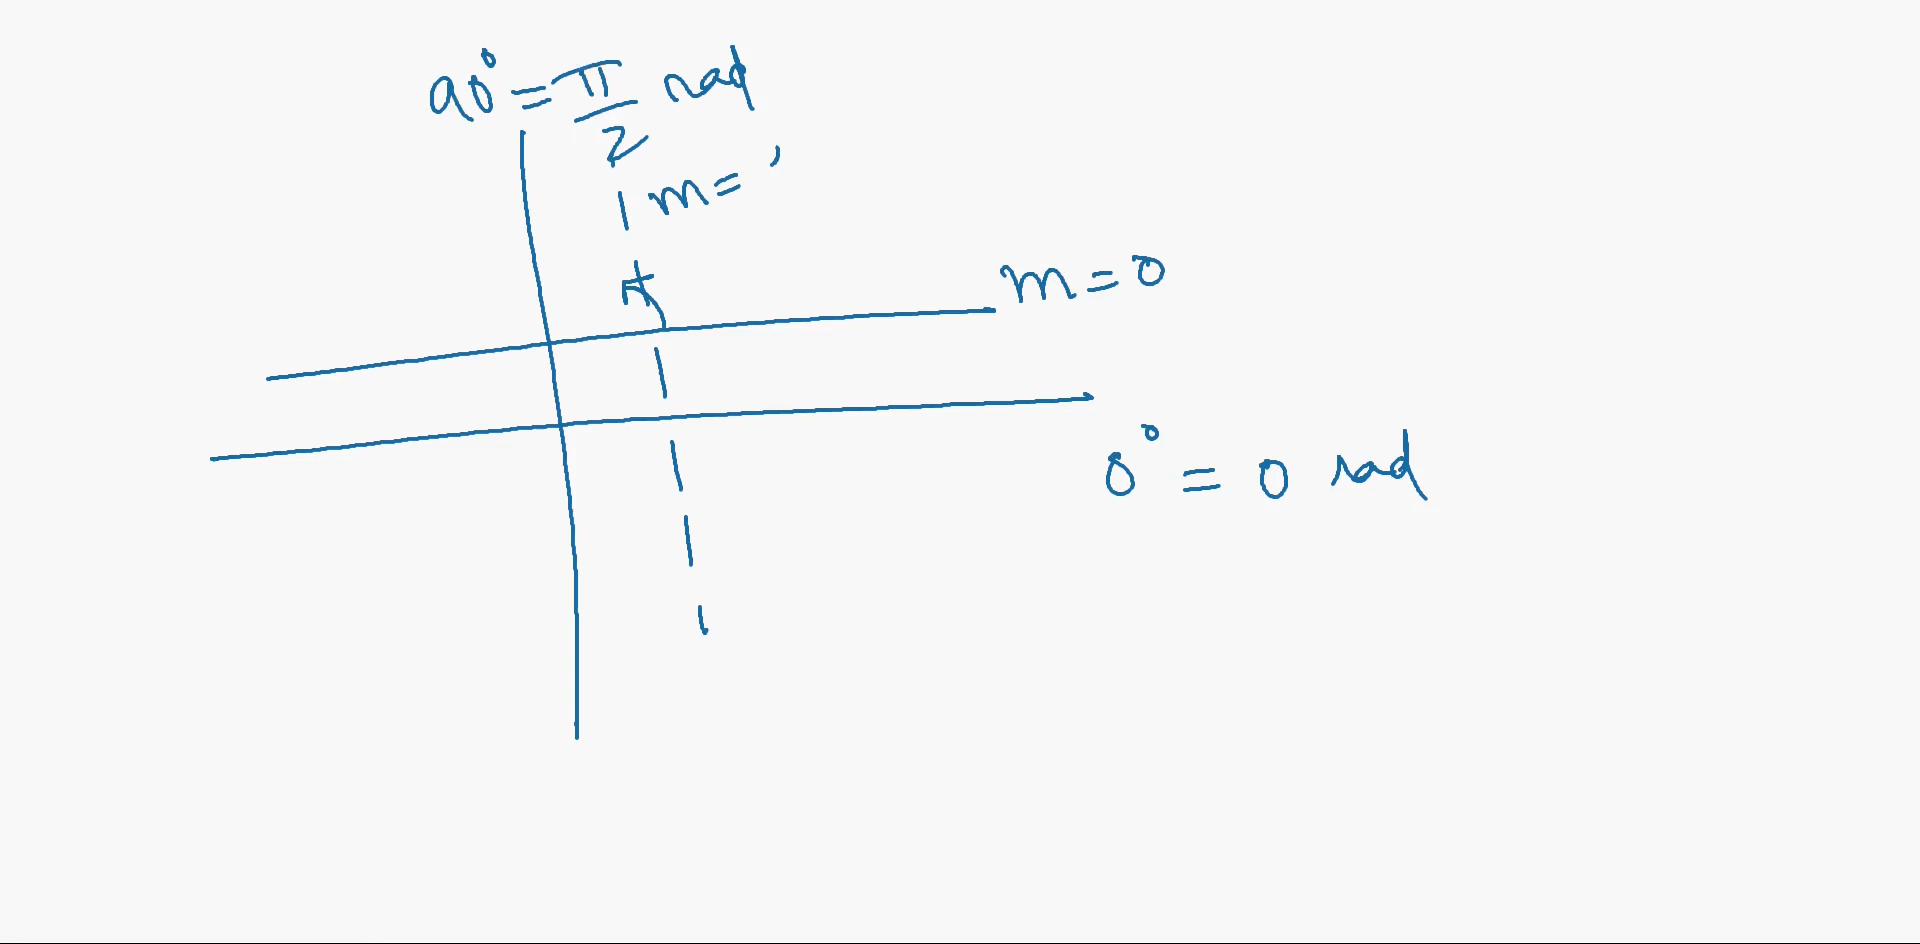 90° = π/2 rad
m =
m = 0
0° = 0 rad